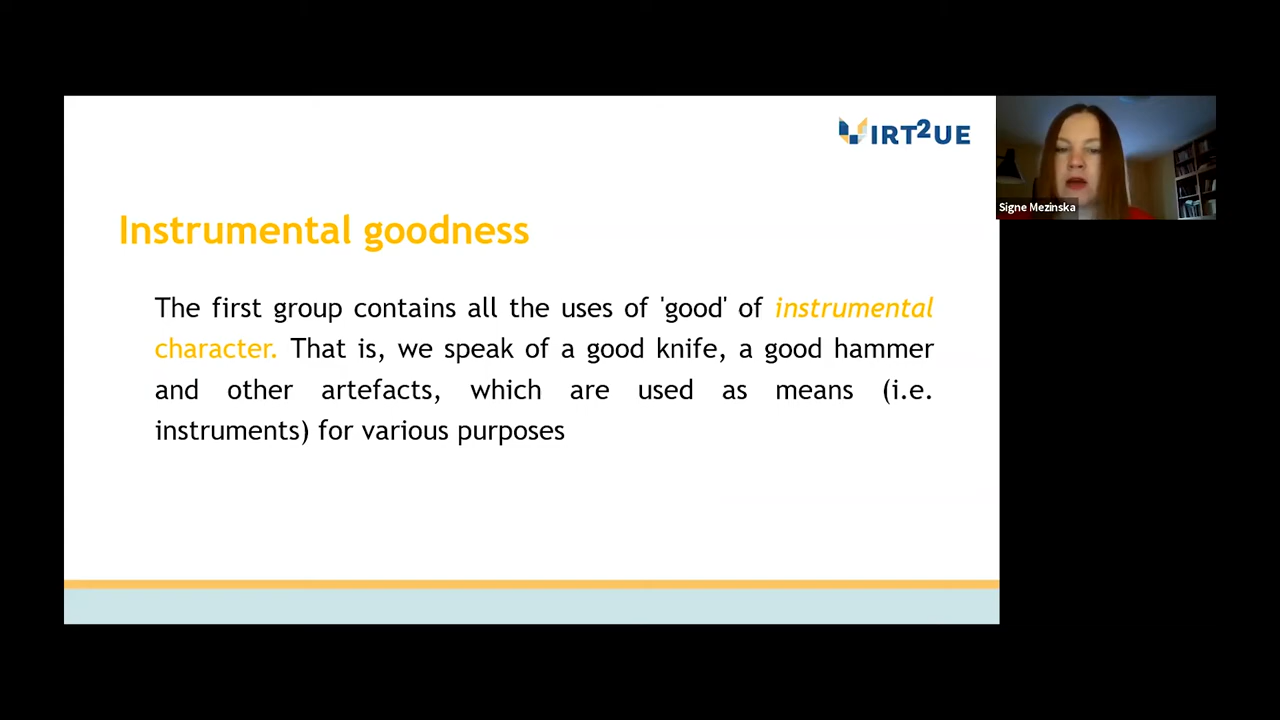 VIRT2UE
Signe Mezinska
Instrumental goodness
The first group contains all the uses of 'good' of instrumental
character. That is, we speak of a good knife, a good hammer
and other artefacts, which are used as means (i.e.
instruments) for various purposes